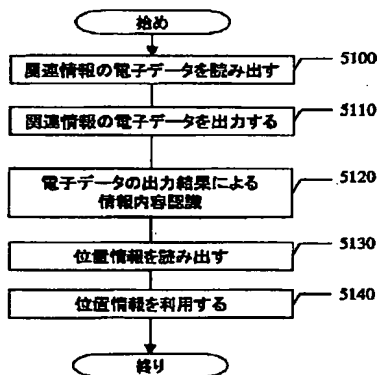 始め
関連情報の電子データを読み出す
5100
関連情報の電子データを出力する
5110
電子データの出力結果による
情報内容認識
5120
位置情報を読み出す
5130
位置情報を利用する
5140
終り